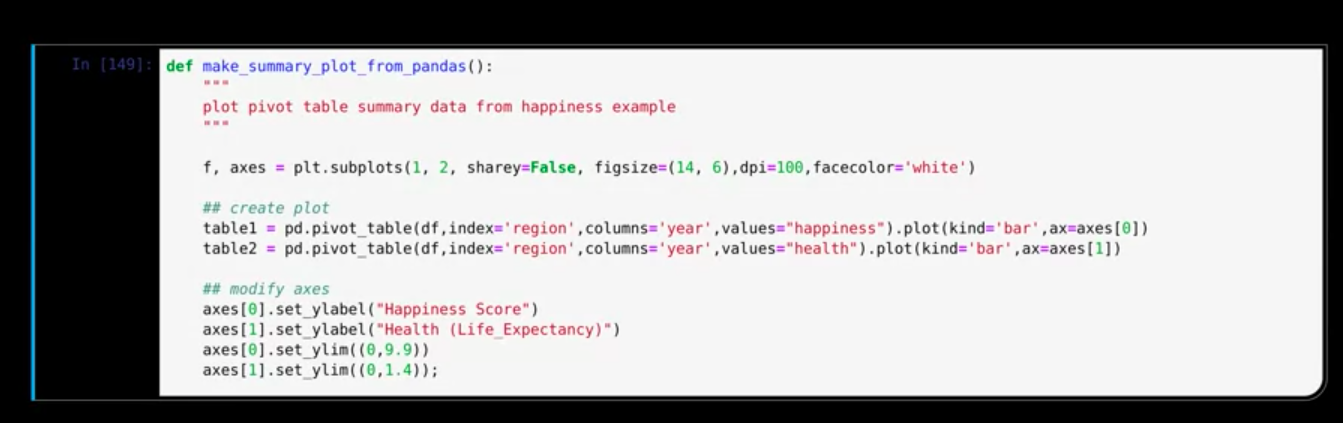 In [149]: def make_summary_plot_from_pandas():
    """
    plot pivot table summary data from happiness example
    """
    f, axes = plt.subplots(1, 2, sharey=False, figsize=(14, 6),dpi=100,facecolor='white')
    ## create plot
    table1 = pd.pivot_table(df,index='region',columns='year',values="happiness").plot(kind='bar',ax=axes[0])
    table2 = pd.pivot_table(df,index='region',columns='year',values="health").plot(kind='bar',ax=axes[1])
    ## modify axes
    axes[0].set_ylabel("Happiness Score")
    axes[1].set_ylabel("Health (Life_Expectancy)")
    axes[0].set_ylim((0,9.9))
    axes[1].set_ylim((0,1.4));